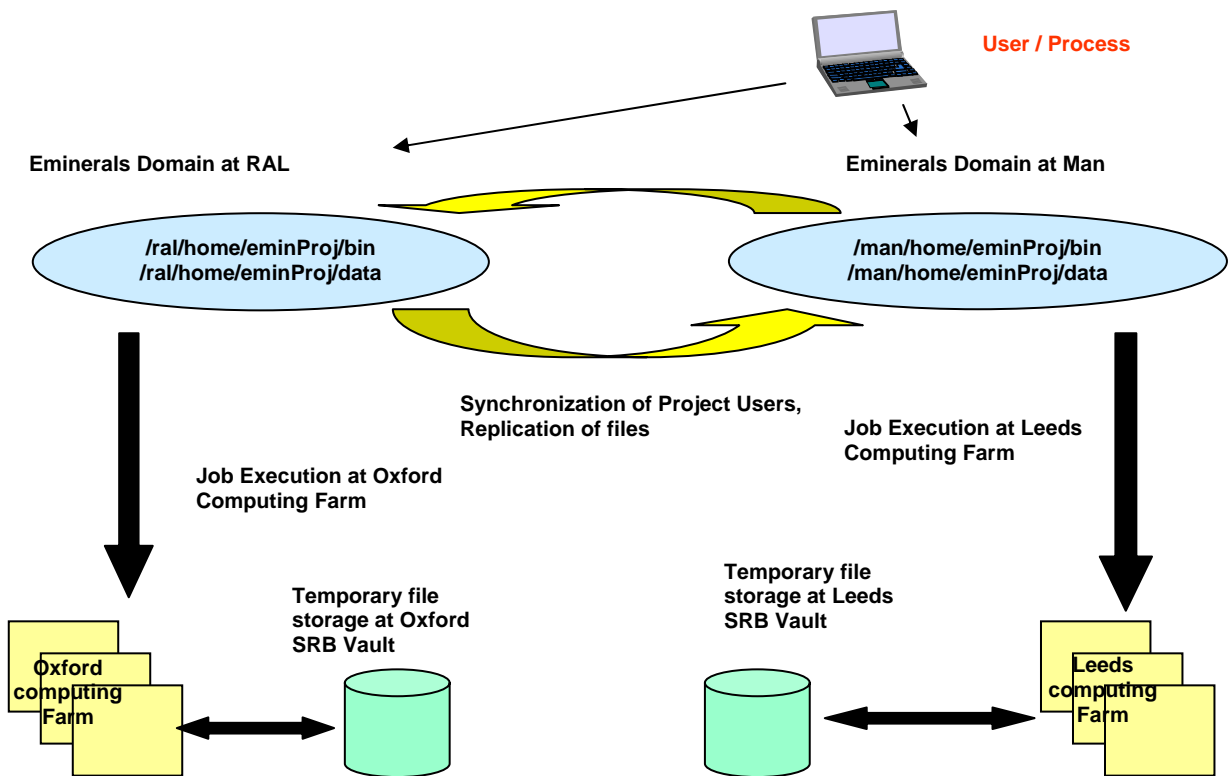 User / Process
Eminerals Domain at RAL
Eminerals Domain at Man
/ral/home/eminProj/bin
/ral/home/eminProj/data
/man/home/eminProj/bin
/man/home/eminProj/data
Synchronization of Project Users,
Replication of files
Job Execution at Leeds
Computing Farm
Job Execution at Oxford
Computing Farm
Temporary file
storage at Oxford
SRB Vault
Temporary file
storage at Leeds
SRB Vault
Oxford
computing
Farm
Leeds
computing
Farm